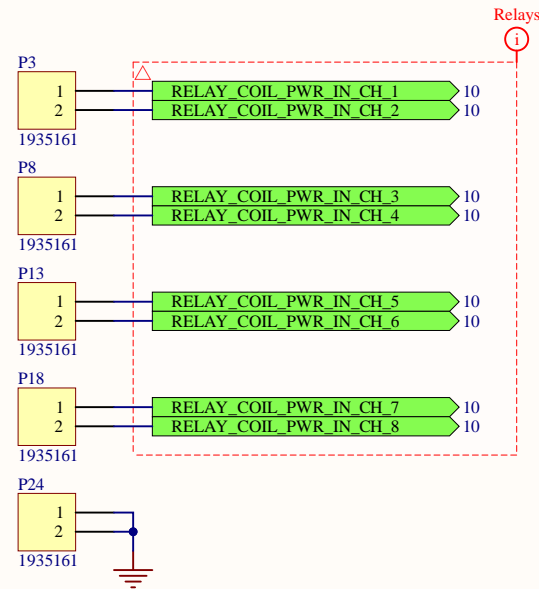 Relays
i
P3
1 RELAY_COIL_PWR_IN_CH_1 10
2 RELAY_COIL_PWR_IN_CH_2 10
1935161
P8
1 RELAY_COIL_PWR_IN_CH_3 10
2 RELAY_COIL_PWR_IN_CH_4 10
1935161
P13
1 RELAY_COIL_PWR_IN_CH_5 10
2 RELAY_COIL_PWR_IN_CH_6 10
1935161
P18
1 RELAY_COIL_PWR_IN_CH_7 10
2 RELAY_COIL_PWR_IN_CH_8 10
1935161
P24
1
2
1935161